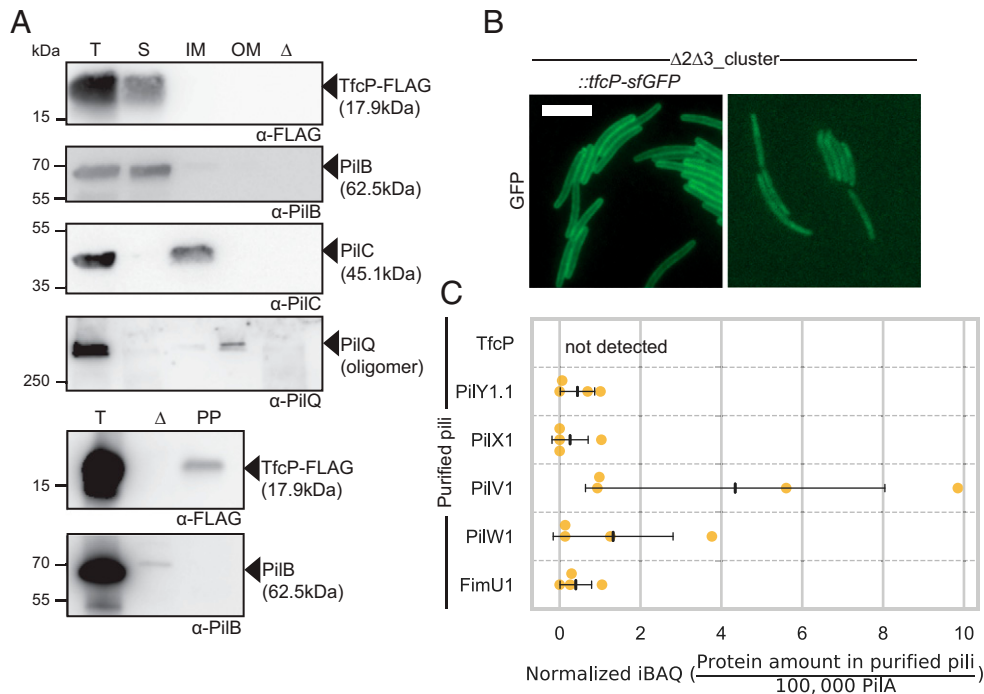 A
kDa T S IM OM Δ
TfcP-FLAG
(17.9kDa)
15
α-FLAG
70
PilB
(62.5kDa)
55
α-PilB
55
PilC
(45.1kDa)
35
α-PilC
PilQ
(oligomer)
250
α-PilQ
T Δ PP
TfcP-FLAG
(17.9kDa)
15
α-FLAG
70
PilB
(62.5kDa)
55
α-PilB
B
Δ2Δ3_cluster
::tfcP-sfGFP
GFP
C
Purified pili
TfcP
not detected
PilY1.1
PilX1
PilV1
PilW1
FimU1
0 2 4 6 8 10
Normalized iBAQ (Protein amount in purified pili / 100,000 PilA)